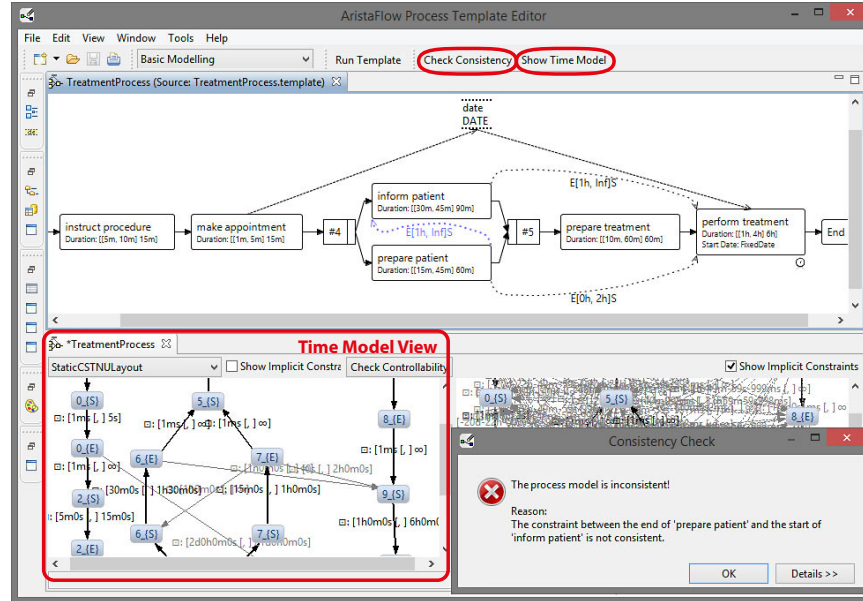 AristaFlow Process Template Editor
File Edit View Window Tools Help
Basic Modelling Run Template Check Consistency Show Time Model
TreatmentProcess (Source: TreatmentProcess.template)
date
DATE
E[1h, Inf]S
inform patient
Duration: [[30m, 45m] 90m]
instruct procedure
Duration: [[5m, 10m] 15m]
make appointment
Duration: [[1m, 5m] 15m]
#4
E[1h, Inf]S
#5
prepare treatment
Duration: [[10m, 60m] 60m]
perform treatment
Duration: [[1h, 4h] 6h]
Start Date: FixedDate
End
prepare patient
Duration: [[15m, 45m] 60m]
E[0h, 2h]S
*TreatmentProcess
Time Model View
StaticCSTNULayout Show Implicit Constra Check Controllability
Show Implicit Constraints
0_{S}
5_{S}
: [1ms [, ] 5s]
: [1ms [, ] ∞]
: [1ms [, ] ∞]
8_{E}
0_{E}
6_{E}
7_{E}
: [1ms [, ] ∞]
: [1ms [, ] ∞]
2_{S}
9_{S}
: [5m0s [, ] 15m0s]
: [1h0m0s [, ] 6h0m0
6_{S}
7_{S}
: [2d0h0m0s [,
2_{E}
0_{S}
5_{S}
8_{E}
Consistency Check
The process model is inconsistent!
Reason:
The constraint between the end of 'prepare patient' and the start of
'inform patient' is not consistent.
OK Details >>